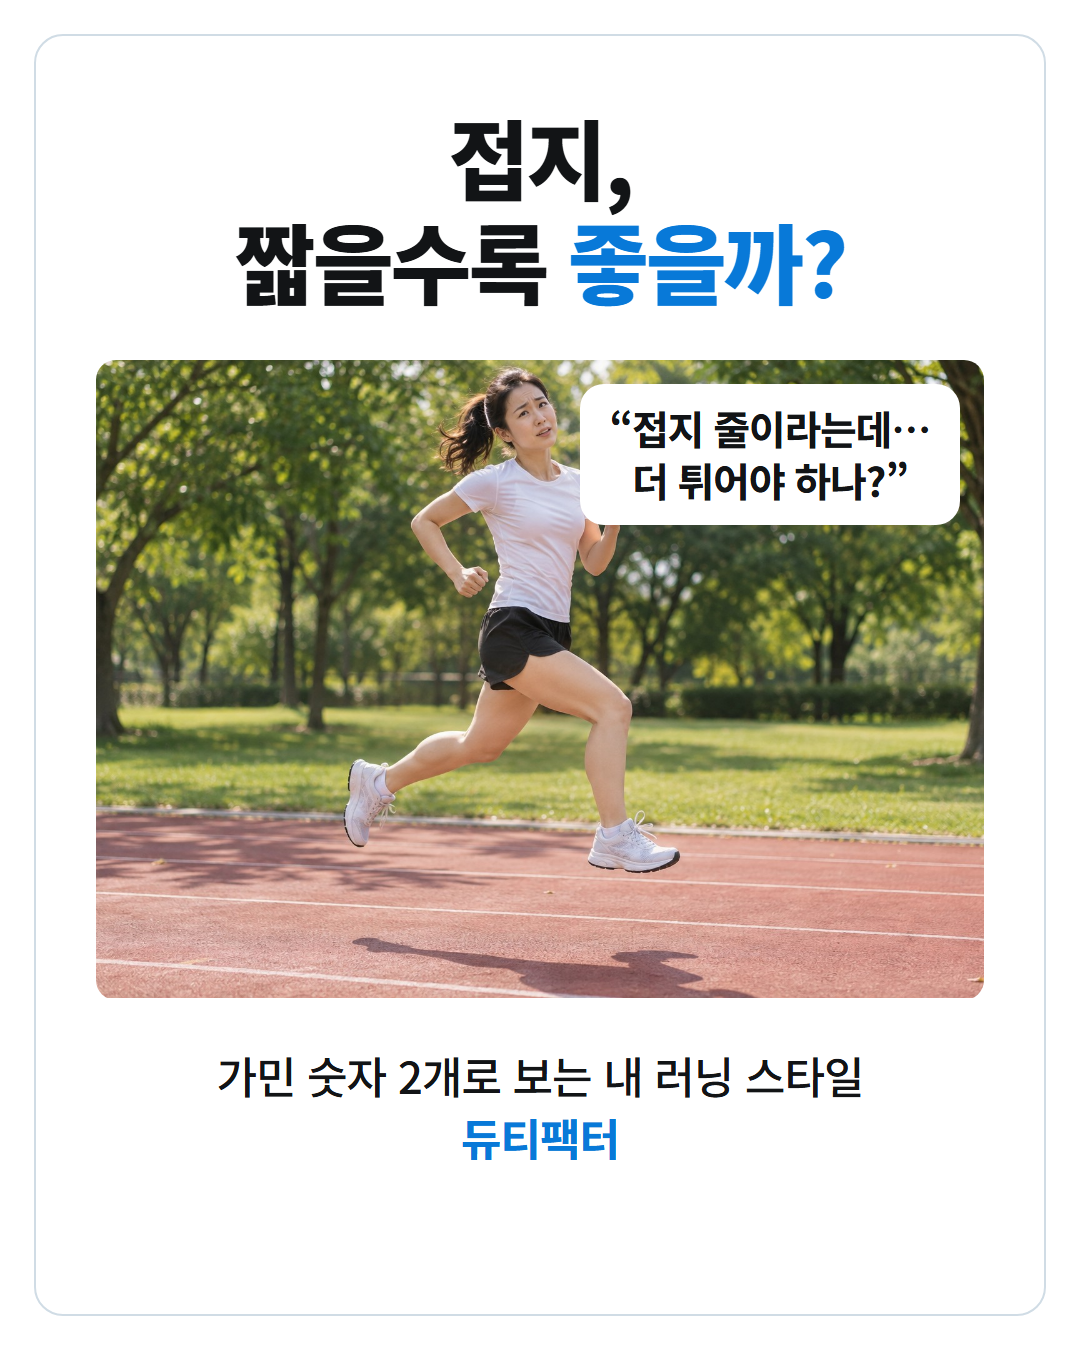 접지,
짧을수록 좋을까?
“접지 줄이라는데…
더 튀어야 하나?”
가민 숫자 2개로 보는 내 러닝 스타일
듀티팩터